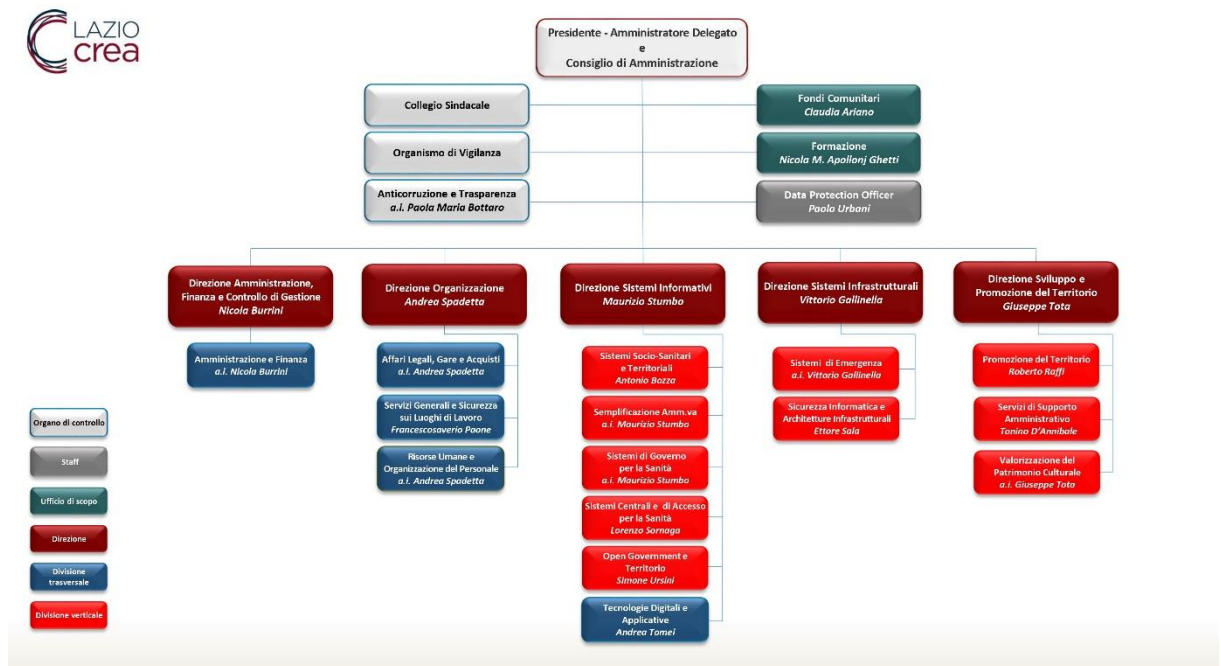 LAZIO
crea
Presidente - Amministratore Delegato
e
Consiglio di Amministrazione
Collegio Sindacale
Fondi Comunitari
Claudia Ariano
Organismo di Vigilanza
Formazione
Nicola M. Apollonj Ghetti
Anticorruzione e Trasparenza
a.i. Paola Maria Bottaro
Data Protection Officer
Paolo Urbani
Direzione Amministrazione,
Finanza e Controllo di Gestione
Nicola Burrini
Direzione Organizzazione
Andrea Spadetta
Direzione Sistemi Informativi
Maurizio Stumbo
Direzione Sistemi Infrastrutturali
Vittorio Gallinella
Direzione Sviluppo e
Promozione del Territorio
Giuseppe Tota
Amministrazione e Finanza
a.i. Nicola Burrini
Affari Legali, Gare e Acquisti
a.i. Andrea Spadetta
Servizi Generali e Sicurezza
sui Luoghi di Lavoro
Francescosaverio Paone
Risorse Umane e
Organizzazione del Personale
a.i. Andrea Spadetta
Sistemi Socio-Sanitari
e Territoriali
Antonio Bozza
Semplificazione Amm.va
a.i. Maurizio Stumbo
Sistemi di Governo
per la Sanità
a.i. Maurizio Stumbo
Sistemi Centrali e di Accesso
per la Sanità
Lorenzo Sornaga
Open Government e
Territorio
Simone Ursini
Tecnologie Digitali e
Applicative
Andrea Tomei
Sistemi di Emergenza
a.i. Vittorio Gallinella
Sicurezza Informatica e
Architetture Infrastrutturali
Ettore Sala
Promozione del Territorio
Roberto Raffi
Servizi di Supporto
Amministrativo
Tonino D'Annibale
Valorizzazione del
Patrimonio Culturale
a.i. Giuseppe Tota
Organo di controllo
Staff
Ufficio di scopo
Direzione
Divisione
trasversale
Divisione verticale